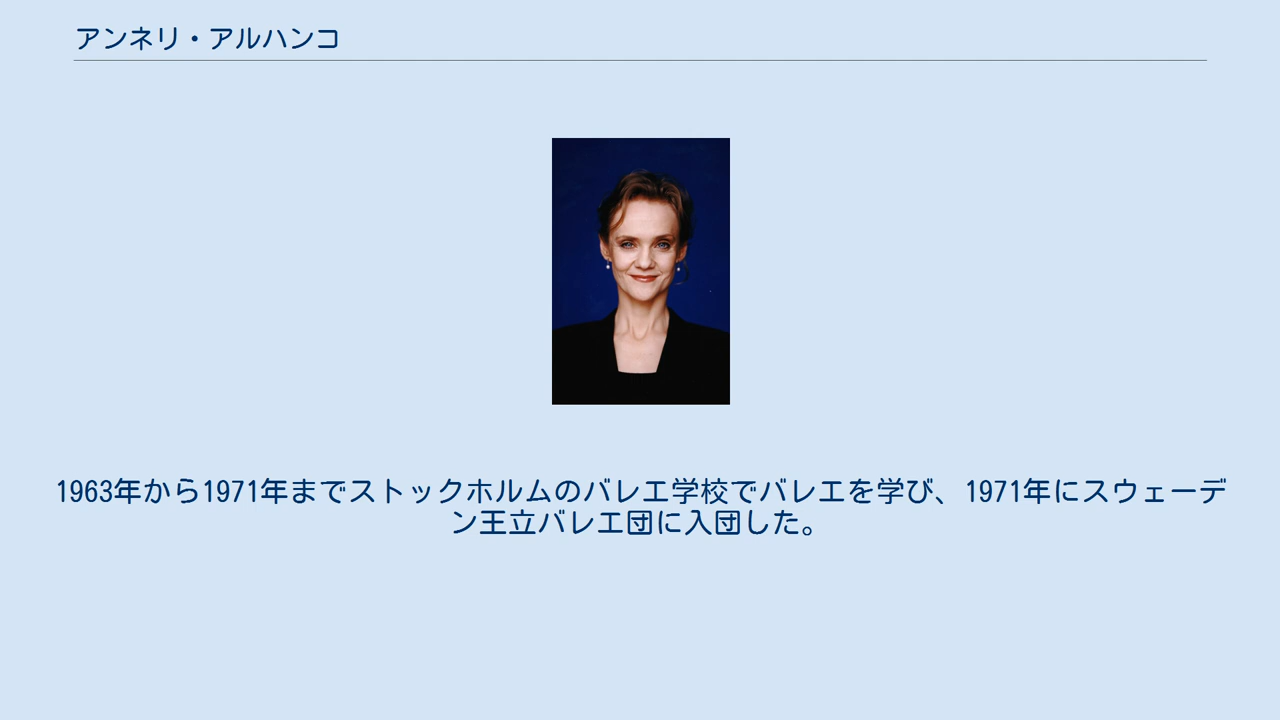 アンネリ・アルハンコ
1963年から1971年までストックホルムのバレエ学校でバレエを学び、1971年にスウェーデ
ン王立バレエ団に入団した。